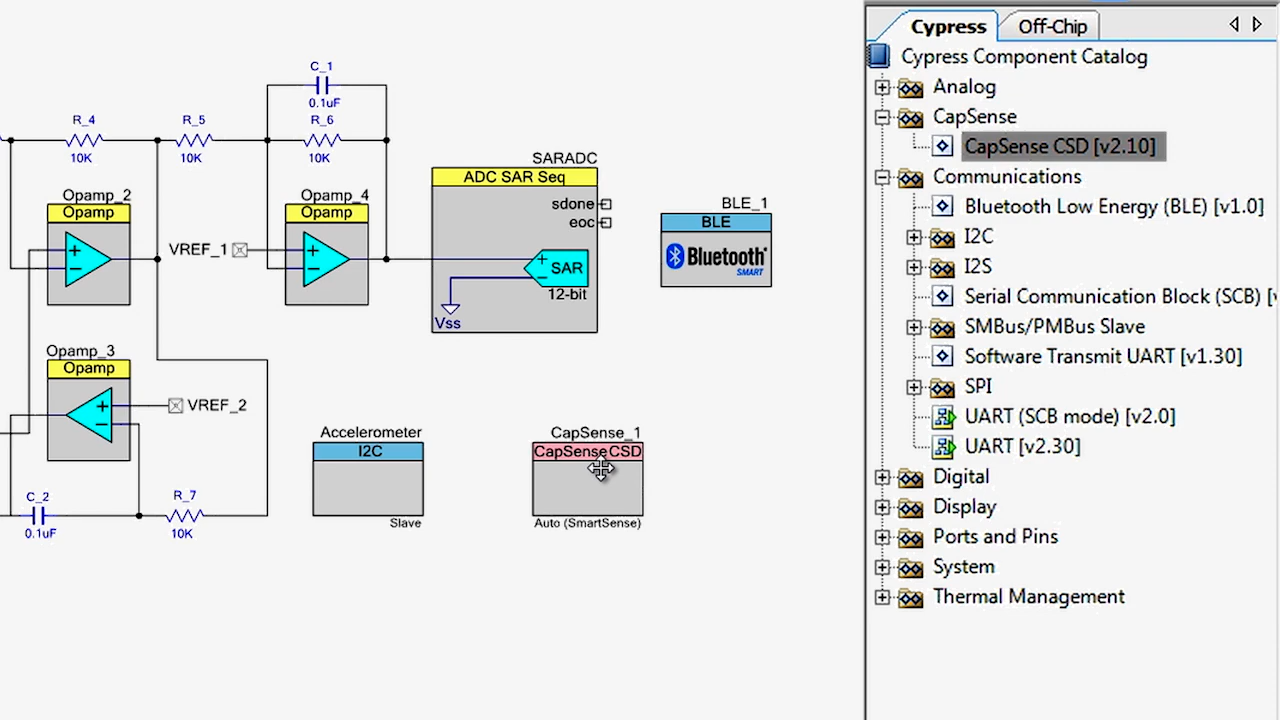 C_1
0.1uF
R_4
10K
R_5
R_6
10K
10K
Opamp_2
Opamp
+
−
VREF_1
Opamp_4
Opamp
+
−
SARADC
ADC SAR Seq
sdone
eoc
+
SAR
−
12-bit
Vss
BLE_1
BLE
Bluetooth®
SMART
Opamp_3
Opamp
+
−
VREF_2
C_2
0.1uF
R_7
10K
Accelerometer
I2C
Slave
CapSense_1
CapSense CSD
Auto (SmartSense)
Cypress
Off-Chip
Cypress Component Catalog
Analog
CapSense
CapSense CSD [v2.10]
Communications
Bluetooth Low Energy (BLE) [v1.0]
I2C
I2S
Serial Communication Block (SCB) [
SMBus/PMBus Slave
Software Transmit UART [v1.30]
SPI
UART (SCB mode) [v2.0]
UART [v2.30]
Digital
Display
Ports and Pins
System
Thermal Management